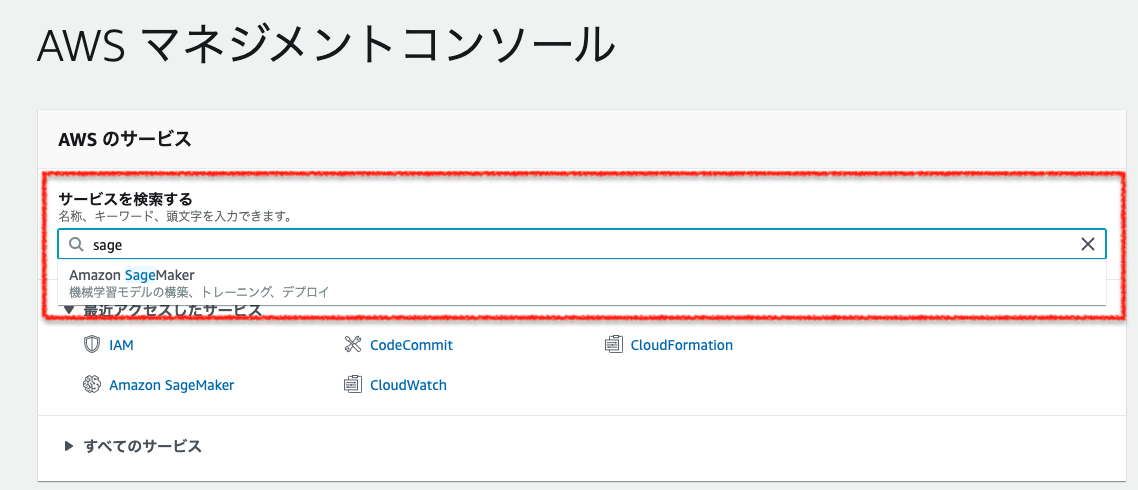 AWS マネジメントコンソール
AWS のサービス
サービスを検索する
名称、キーワード、頭文字を入力できます。
sage
Amazon SageMaker
機械学習モデルの構築、トレーニング、デプロイ
最近アクセスしたサービス
IAM
CodeCommit
CloudFormation
Amazon SageMaker
CloudWatch
すべてのサービス